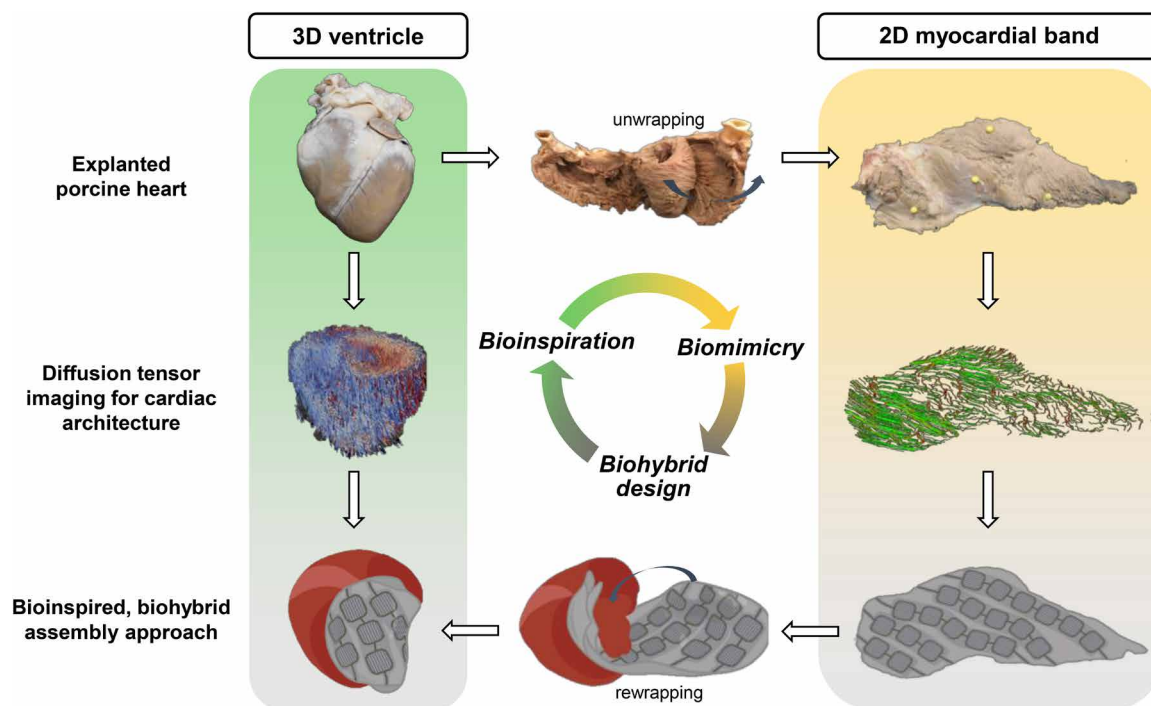 3D ventricle
2D myocardial band
Explanted
porcine heart
unwrapping
Bioinspiration
Biomimicry
Biohybrid
design
Diffusion tensor
imaging for cardiac
architecture
Bioinspired, biohybrid
assembly approach
rewrapping